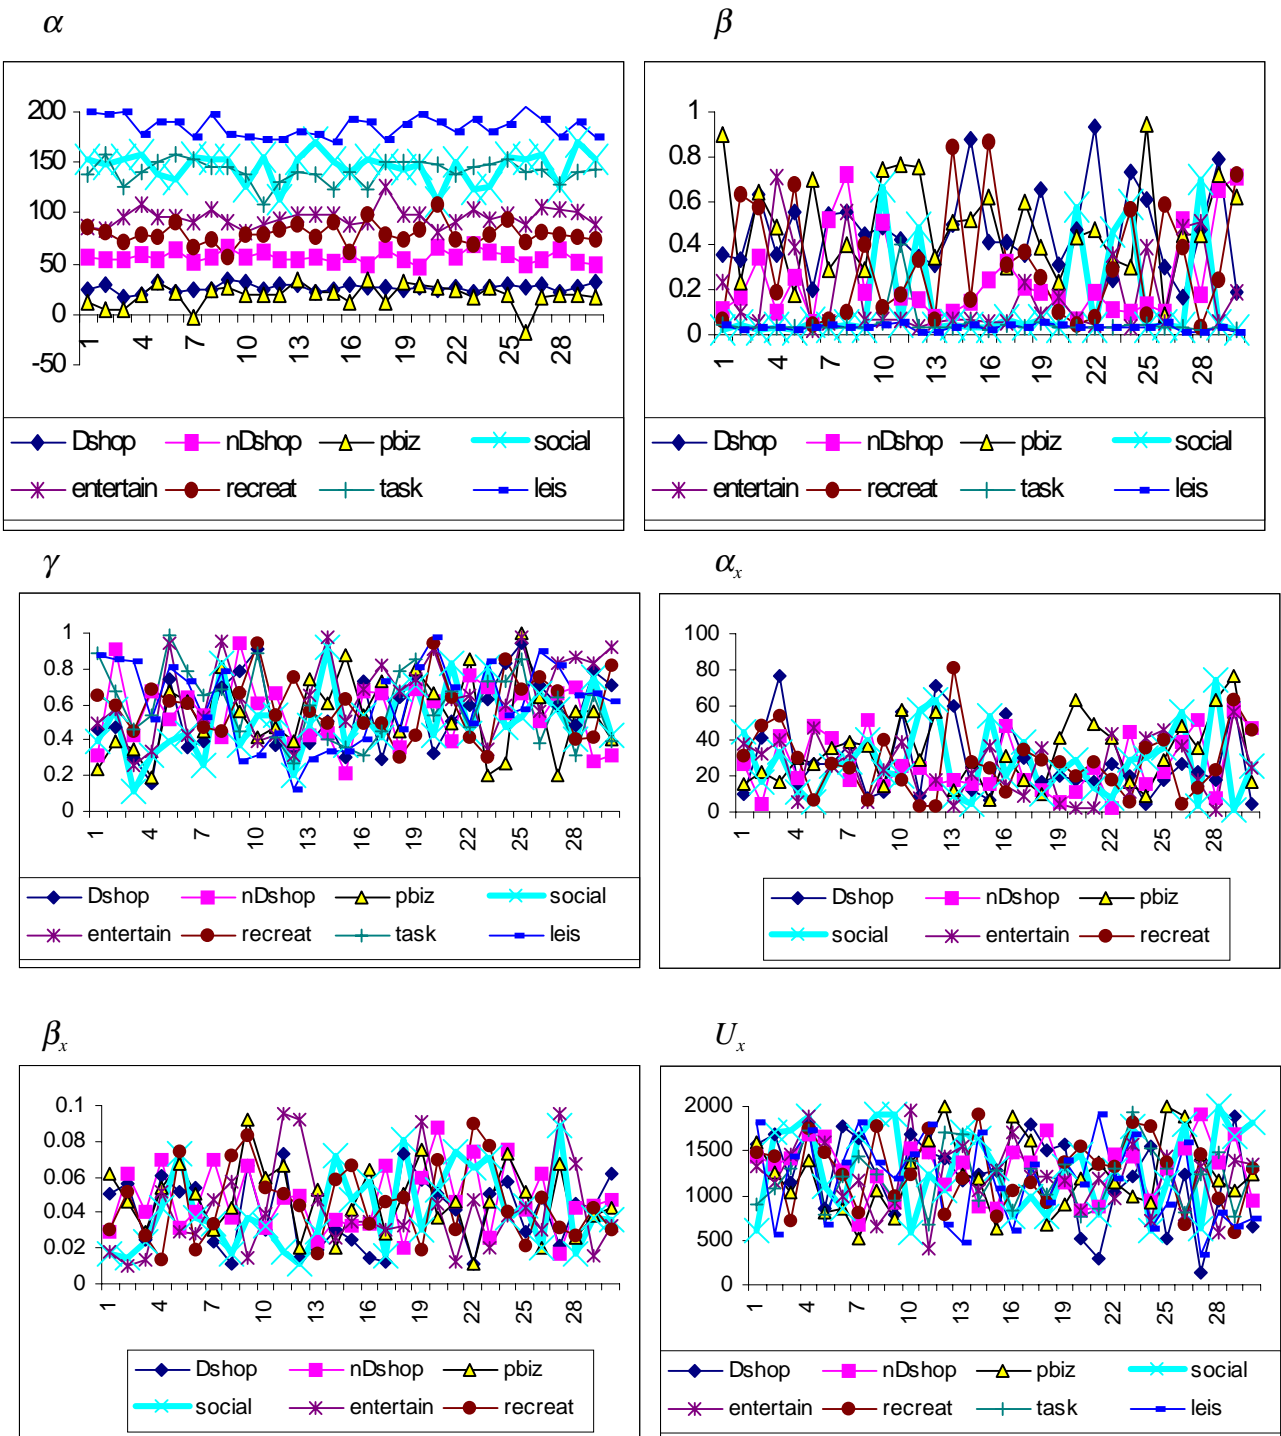 α
200
150
100
50
0
-50
1 4 7 10 13 16 19 22 25 28
Dshop nDshop pbiz social
entertain recreat task leis
β
1
0.8
0.6
0.4
0.2
0
1 4 7 10 13 16 19 22 25 28
Dshop nDshop pbiz social
entertain recreat task leis
γ
1
0.8
0.6
0.4
0.2
0
1 4 7 10 13 16 19 22 25 28
Dshop nDshop pbiz social
entertain recreat task leis
αx
100
80
60
40
20
0
1 4 7 10 13 16 19 22 25 28
Dshop nDshop pbiz
social entertain recreat
βx
0.1
0.08
0.06
0.04
0.02
0
1 4 7 10 13 16 19 22 25 28
Dshop nDshop pbiz
social entertain recreat
Ux
2000
1500
1000
500
0
1 4 7 10 13 16 19 22 25 28
Dshop nDshop pbiz social
entertain recreat task leis